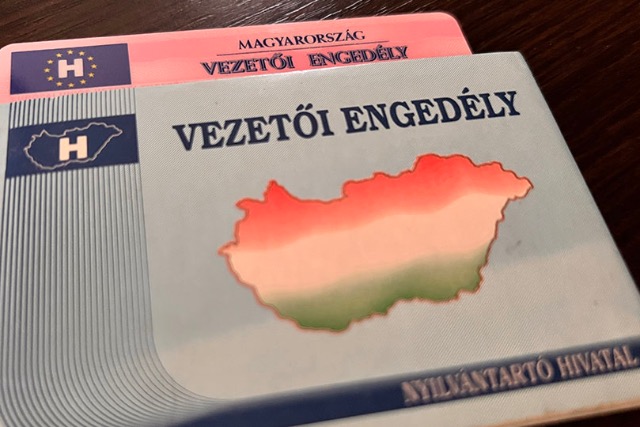 MAGYARORSZÁG
H VEZETŐI ENGEDÉLY
VEZETŐI ENGEDÉLY
H
NYILVÁNTARTÓ HIVATAL